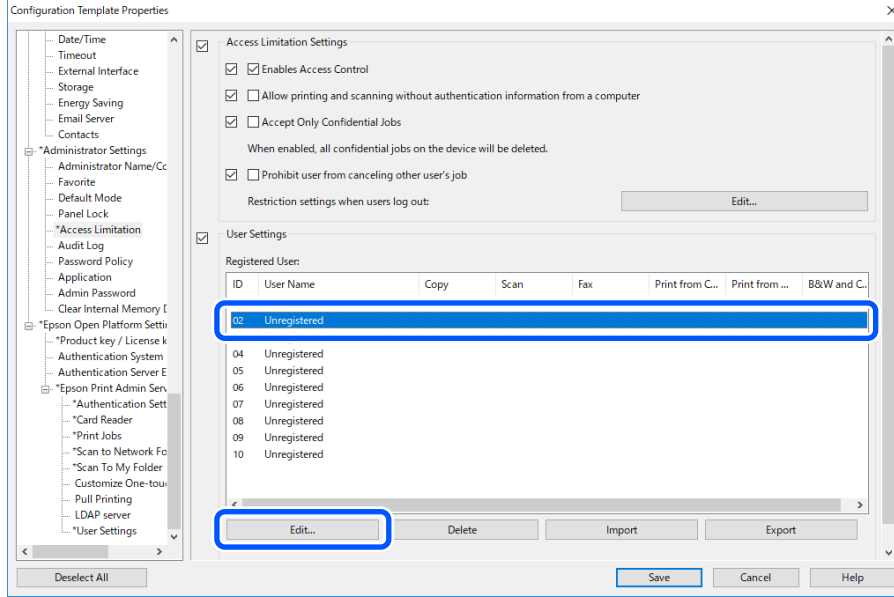 Configuration Template Properties
Date/Time
Timeout
External Interface
Storage
Energy Saving
Email Server
Contacts
*Administrator Settings
Administrator Name/Co
Favorite
Default Mode
Panel Lock
*Access Limitation
Audit Log
Password Policy
Application
Admin Password
Clear Internal Memory D
*Epson Open Platform Settin
*Product key / License k
Authentication System
Authentication Server E
*Epson Print Admin Serv
*Authentication Sett
*Card Reader
*Print Jobs
*Scan to Network Fo
*Scan To My Folder
Customize One-touc
Pull Printing
LDAP server
*User Settings
Access Limitation Settings
Enables Access Control
Allow printing and scanning without authentication information from a computer
Accept Only Confidential Jobs
When enabled, all confidential jobs on the device will be deleted.
Prohibit user from canceling other user's job
Restriction settings when users log out: Edit...
User Settings
Registered User:
ID User Name Copy Scan Fax Print from C... Print from ... B&W and C..
02 Unregistered
04 Unregistered
05 Unregistered
06 Unregistered
07 Unregistered
08 Unregistered
09 Unregistered
10 Unregistered
Edit... Delete Import Export
Deselect All Save Cancel Help